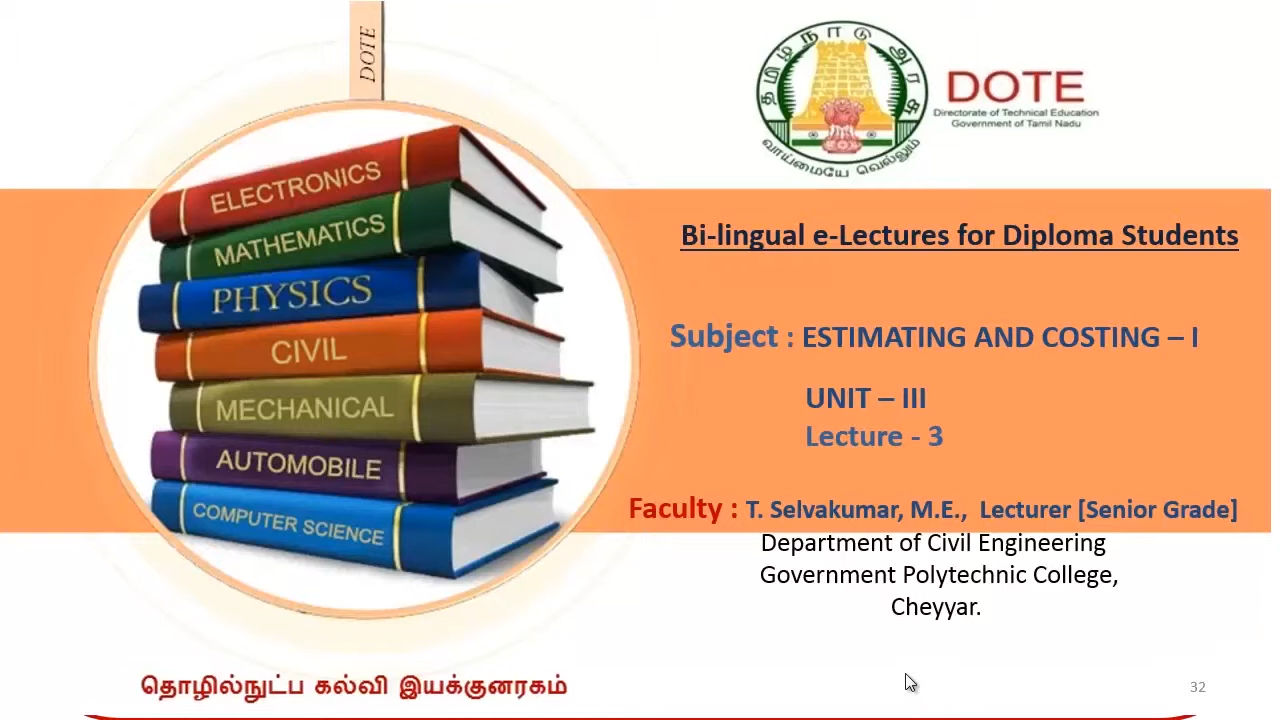 DOTE
தமிழ்நாடு அரசு
வாய்மையே வெல்லும்
DOTE
Directorate of Technical Education
Government of Tamil Nadu
ELECTRONICS
MATHEMATICS
PHYSICS
CIVIL
MECHANICAL
AUTOMOBILE
COMPUTER SCIENCE
Bi-lingual e-Lectures for Diploma Students
Subject : ESTIMATING AND COSTING – I
UNIT – III
Lecture - 3
Faculty : T. Selvakumar, M.E., Lecturer [Senior Grade]
Department of Civil Engineering
Government Polytechnic College,
Cheyyar.
தொழில்நுட்ப கல்வி இயக்குனரகம்
32